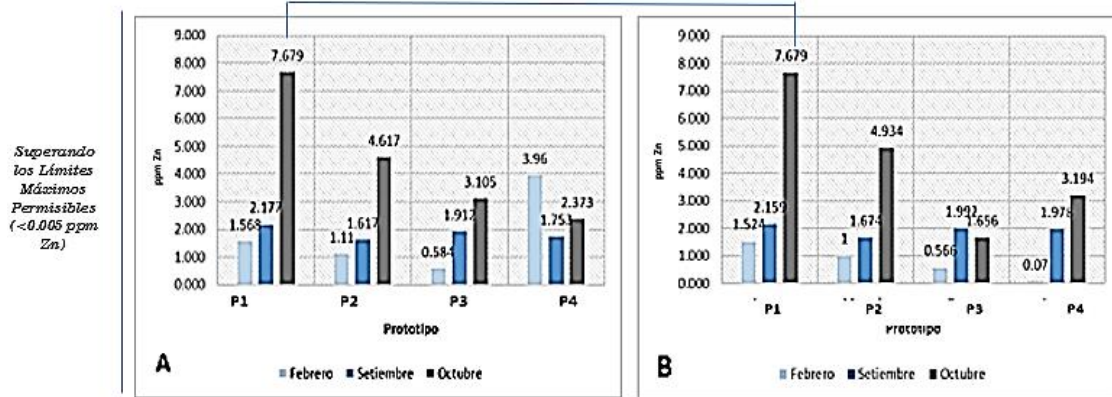 Superando
los Límites
Máximos
Permisibles
(<0.005 ppm
Zn)
9.000
8.000
7.000
6.000
5.000
4.000
3.000
2.000
1.000
0.000
ppm Zn
1.568
2.177
7.679
1.11
1.617
4.617
0.584
1.917
3.105
3.96
1.753
2.373
P1 P2 P3 P4
Prototipo
A
Febrero Setiembre Octubre
9.000
8.000
7.000
6.000
5.000
4.000
3.000
2.000
1.000
0.000
ppm Zn
1.524
2.159
7.679
1
1.674
4.934
0.566
1.992
1.656
0.07
1.978
3.194
P1 P2 P3 P4
Prototipo
B
Febrero Setiembre Octubre